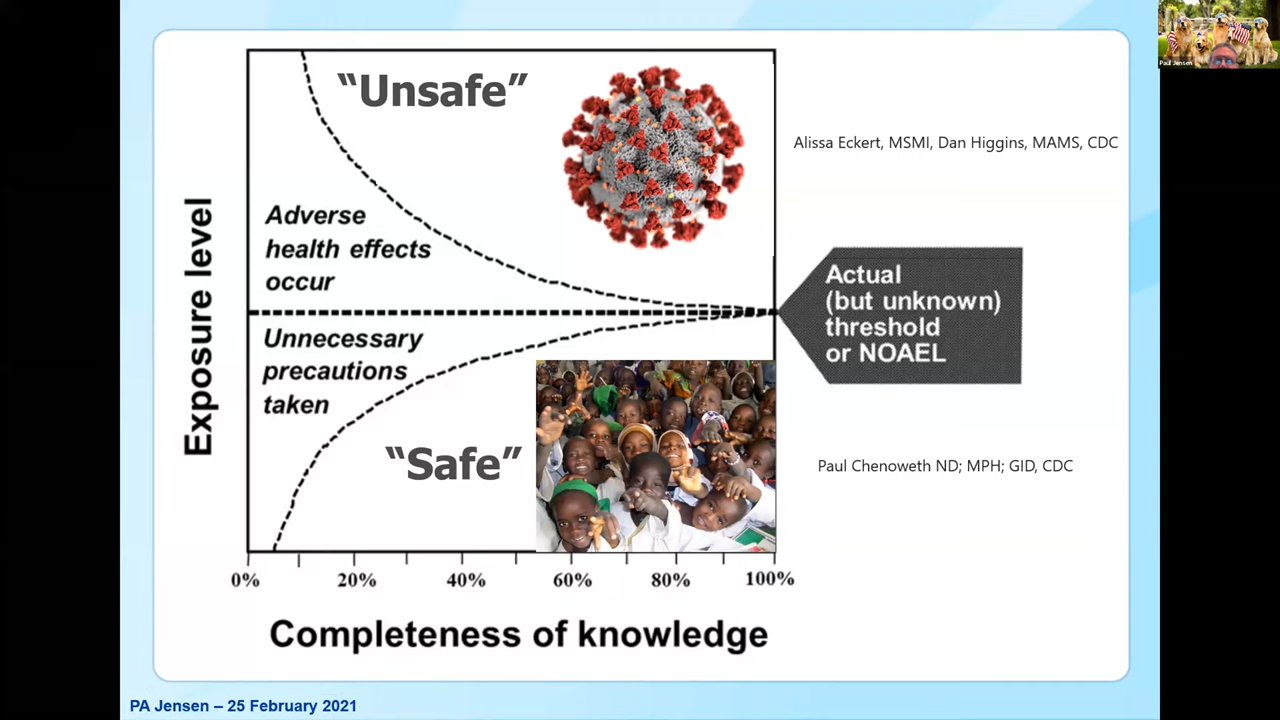 Paul Jensen
“Unsafe”
Alissa Eckert, MSMI, Dan Higgins, MAMS, CDC
Exposure level
Adverse
health effects
occur
Actual
(but unknown)
threshold
or NOAEL
Unnecessary
precautions
taken
“Safe”
Paul Chenoweth ND; MPH; GID, CDC
0% 20% 40% 60% 80% 100%
Completeness of knowledge
PA Jensen – 25 February 2021